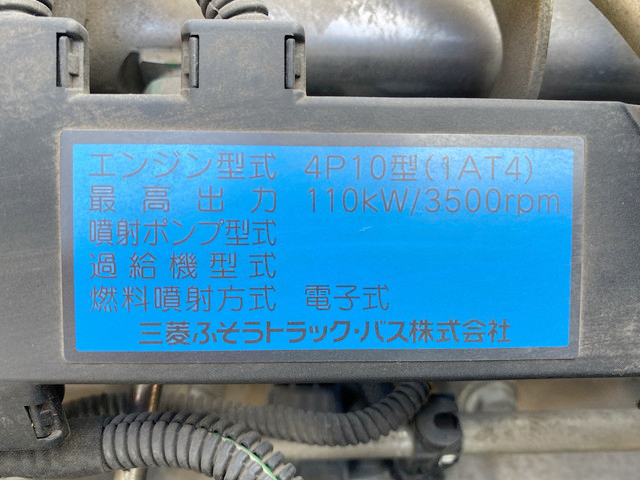 エンジン型式 4P10型(1AT4)
最高出力 110kW/3500rpm
噴射ポンプ型式
過給機型式
燃料噴射方式 電子式
三菱ふそうトラック・バス株式会社